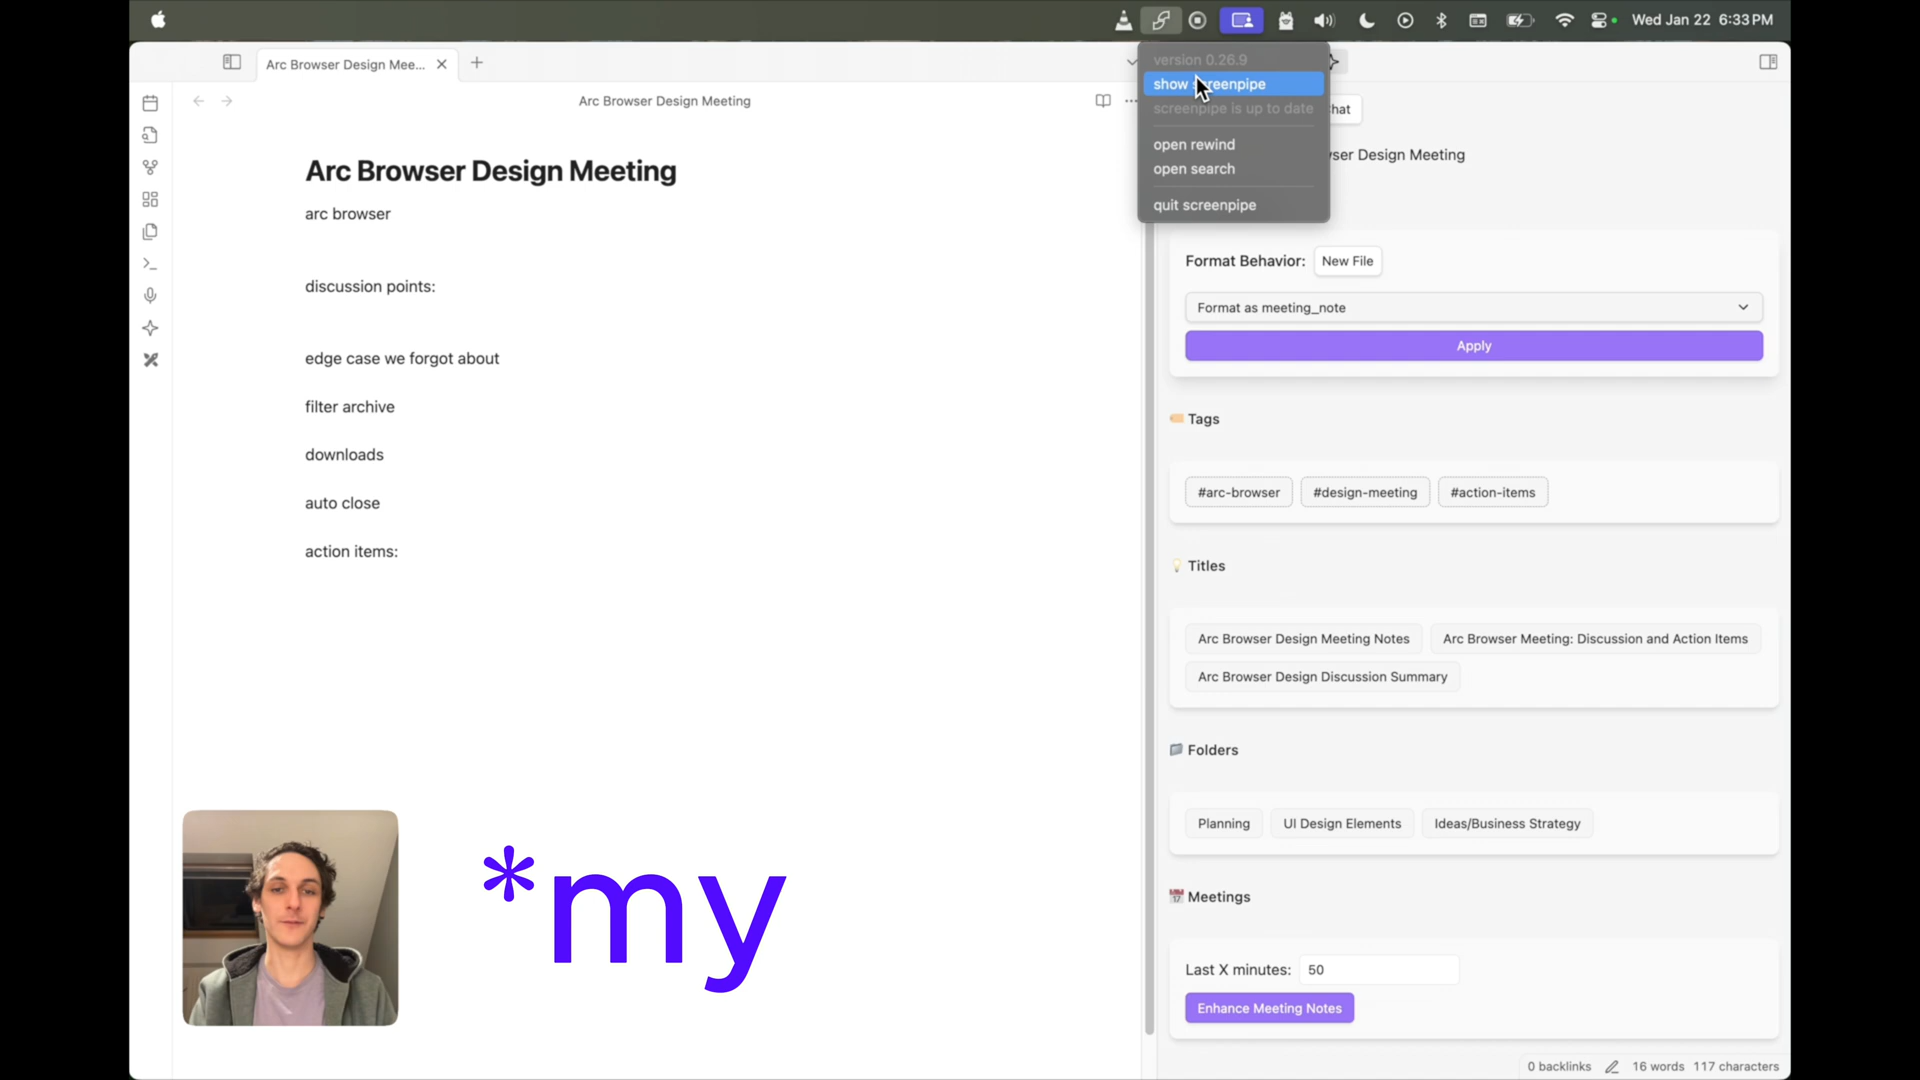 Wed Jan 22 6:33 PM
Arc Browser Design Mee...
Arc Browser Design Meeting
version 0.26.9
show screenpipe
screenpipe is up to date
open rewind
open search
quit screenpipe
hat
wser Design Meeting
Arc Browser Design Meeting
arc browser
discussion points:
edge case we forgot about
filter archive
downloads
auto close
action items:
*my
Format Behavior: New File
Format as meeting_note
Apply
Tags
#arc-browser #design-meeting #action-items
Titles
Arc Browser Design Meeting Notes Arc Browser Meeting: Discussion and Action Items
Arc Browser Design Discussion Summary
Folders
Planning UI Design Elements Ideas/Business Strategy
Meetings
Last X minutes: 50
Enhance Meeting Notes
0 backlinks 16 words 117 characters